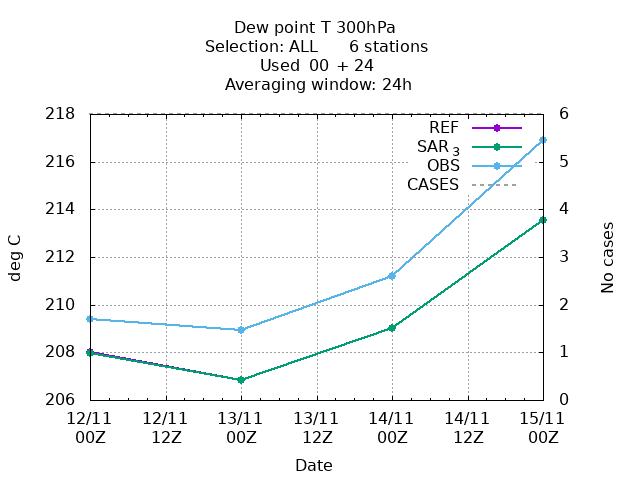 Dew point T 300hPa
Selection: ALL 6 stations
Used 00 + 24
Averaging window: 24h
218
216
214
212
210
208
206
6
5
4
3
2
1
0
REF
SAR3
OBS
CASES
deg C
No cases
12/11 12/11 13/11 13/11 14/11 14/11 15/11
00Z 12Z 00Z 12Z 00Z 12Z 00Z
Date